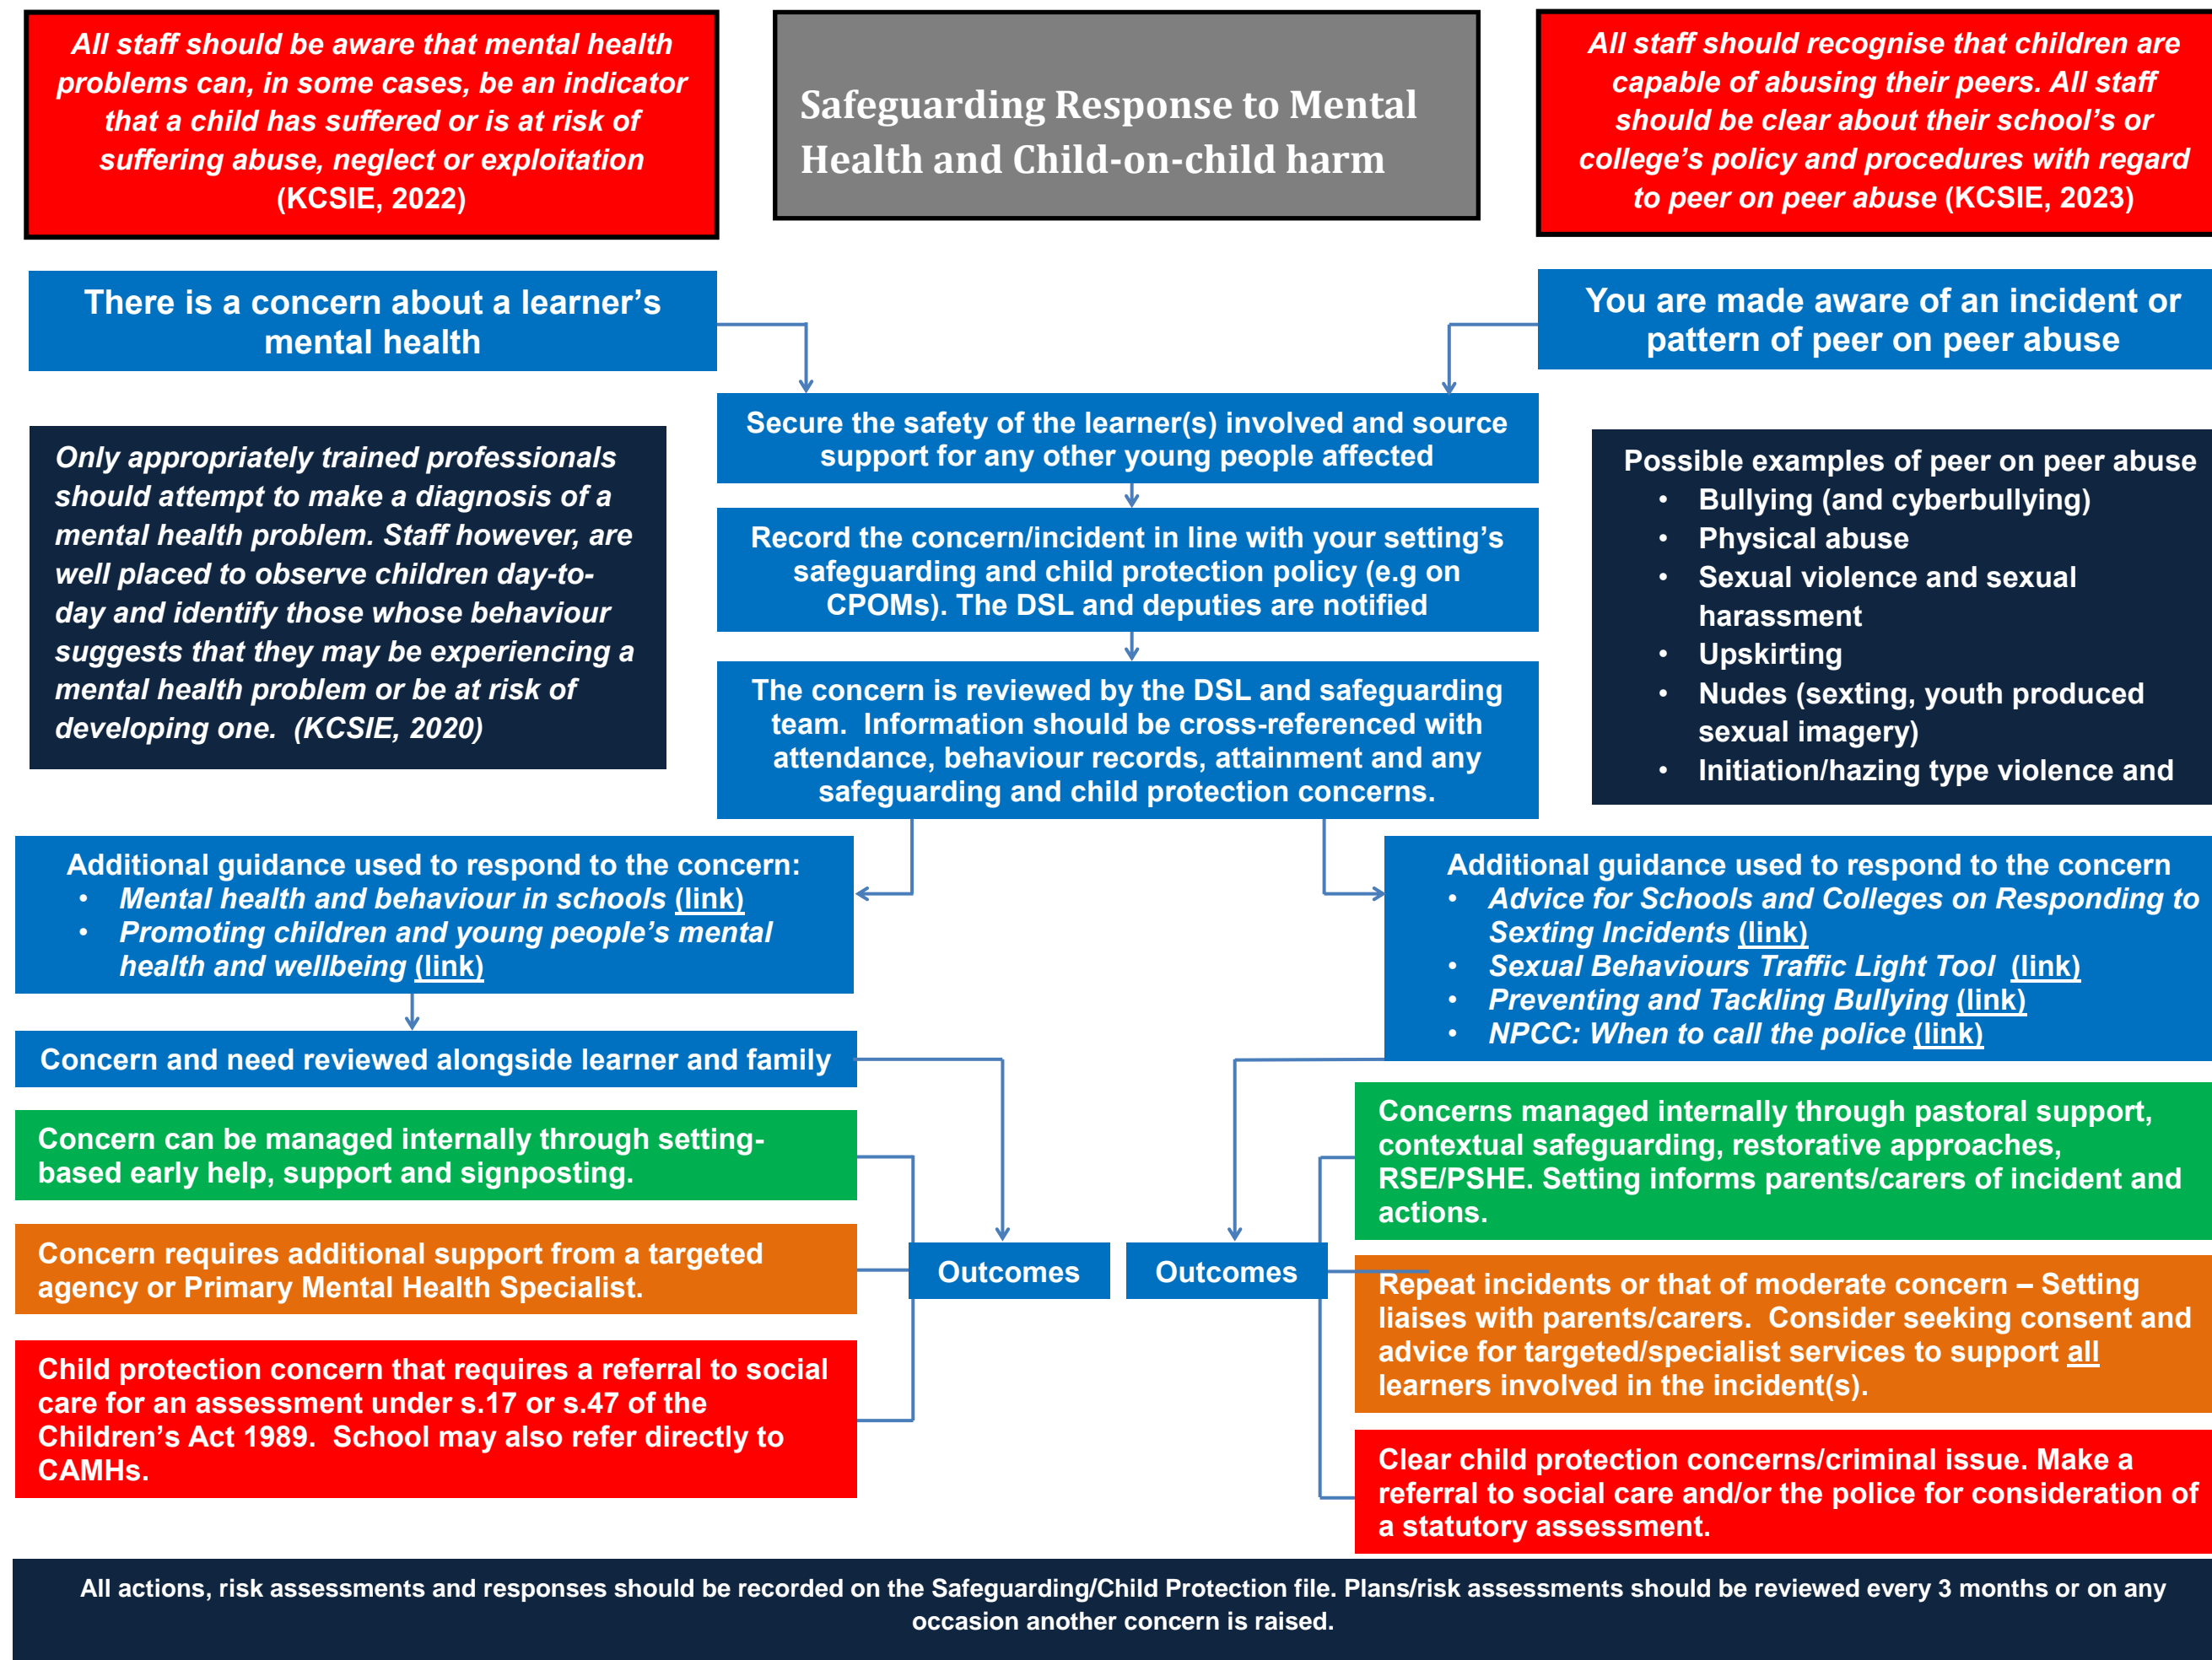 All staff should be aware that mental health
problems can, in some cases, be an indicator
that a child has suffered or is at risk of
suffering abuse, neglect or exploitation
(KCSIE, 2022)
Safeguarding Response to Mental
Health and Child-on-child harm
All staff should recognise that children are
capable of abusing their peers. All staff
should be clear about their school’s or
college’s policy and procedures with regard
to peer on peer abuse (KCSIE, 2023)
There is a concern about a learner’s
mental health
You are made aware of an incident or
pattern of peer on peer abuse
Secure the safety of the learner(s) involved and source
support for any other young people affected
Only appropriately trained professionals
should attempt to make a diagnosis of a
mental health problem. Staff however, are
well placed to observe children day-to-
day and identify those whose behaviour
suggests that they may be experiencing a
mental health problem or be at risk of
developing one.  (KCSIE, 2020)
Record the concern/incident in line with your setting’s
safeguarding and child protection policy (e.g on
CPOMs). The DSL and deputies are notified
The concern is reviewed by the DSL and safeguarding
team.  Information should be cross-referenced with
attendance, behaviour records, attainment and any
safeguarding and child protection concerns.
Possible examples of peer on peer abuse
• Bullying (and cyberbullying)
• Physical abuse
• Sexual violence and sexual
harassment
• Upskirting
• Nudes (sexting, youth produced
sexual imagery)
• Initiation/hazing type violence and
Additional guidance used to respond to the concern:
• Mental health and behaviour in schools (link)
• Promoting children and young people’s mental
health and wellbeing (link)
Additional guidance used to respond to the concern
• Advice for Schools and Colleges on Responding to
Sexting Incidents (link)
• Sexual Behaviours Traffic Light Tool  (link)
• Preventing and Tackling Bullying (link)
• NPCC: When to call the police (link)
Concern and need reviewed alongside learner and family
Concern can be managed internally through setting-
based early help, support and signposting.
Concern requires additional support from a targeted
agency or Primary Mental Health Specialist.
Child protection concern that requires a referral to social
care for an assessment under s.17 or s.47 of the
Children’s Act 1989.  School may also refer directly to
CAMHs.
Outcomes
Outcomes
Concerns managed internally through pastoral support,
contextual safeguarding, restorative approaches,
RSE/PSHE. Setting informs parents/carers of incident and
actions.
Repeat incidents or that of moderate concern – Setting
liaises with parents/carers.  Consider seeking consent and
advice for targeted/specialist services to support all
learners involved in the incident(s).
Clear child protection concerns/criminal issue. Make a
referral to social care and/or the police for consideration of
a statutory assessment.
All actions, risk assessments and responses should be recorded on the Safeguarding/Child Protection file. Plans/risk assessments should be reviewed every 3 months or on any
occasion another concern is raised.